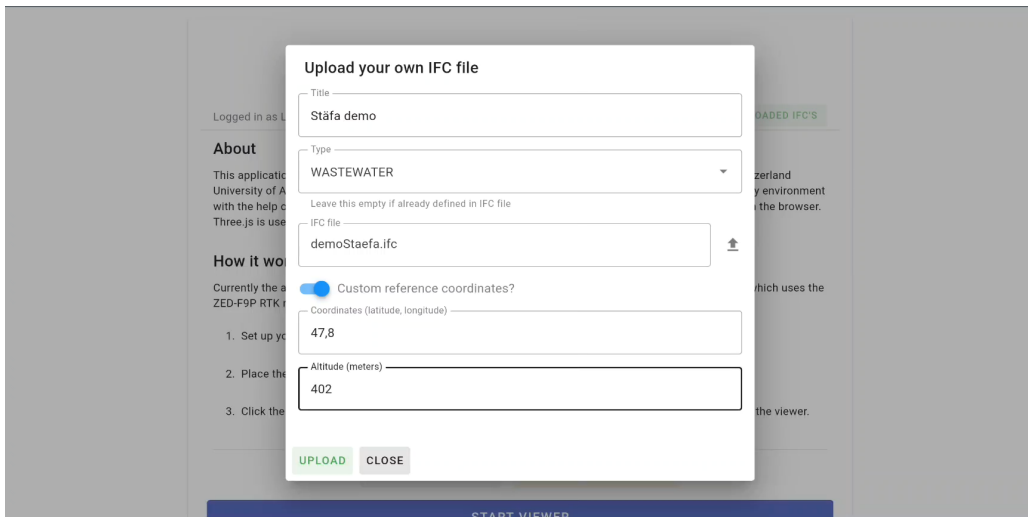 Upload your own IFC file
Title
Stäfa demo
Type
WASTEWATER
Leave this empty if already defined in IFC file
IFC file
demoStaefa.ifc
Custom reference coordinates?
Coordinates (latitude, longitude)
47,8
Altitude (meters)
402
UPLOAD CLOSE
Logged in as
OADED IFC'S
About
This applicatic zerland
University of A y environment
with the help the browser.
Three.js is use
How it wo
Currently the a which uses the
ZED-F9P RTK
1. Set up yo
2. Place the
3. Click the the viewer.
START VIEWER